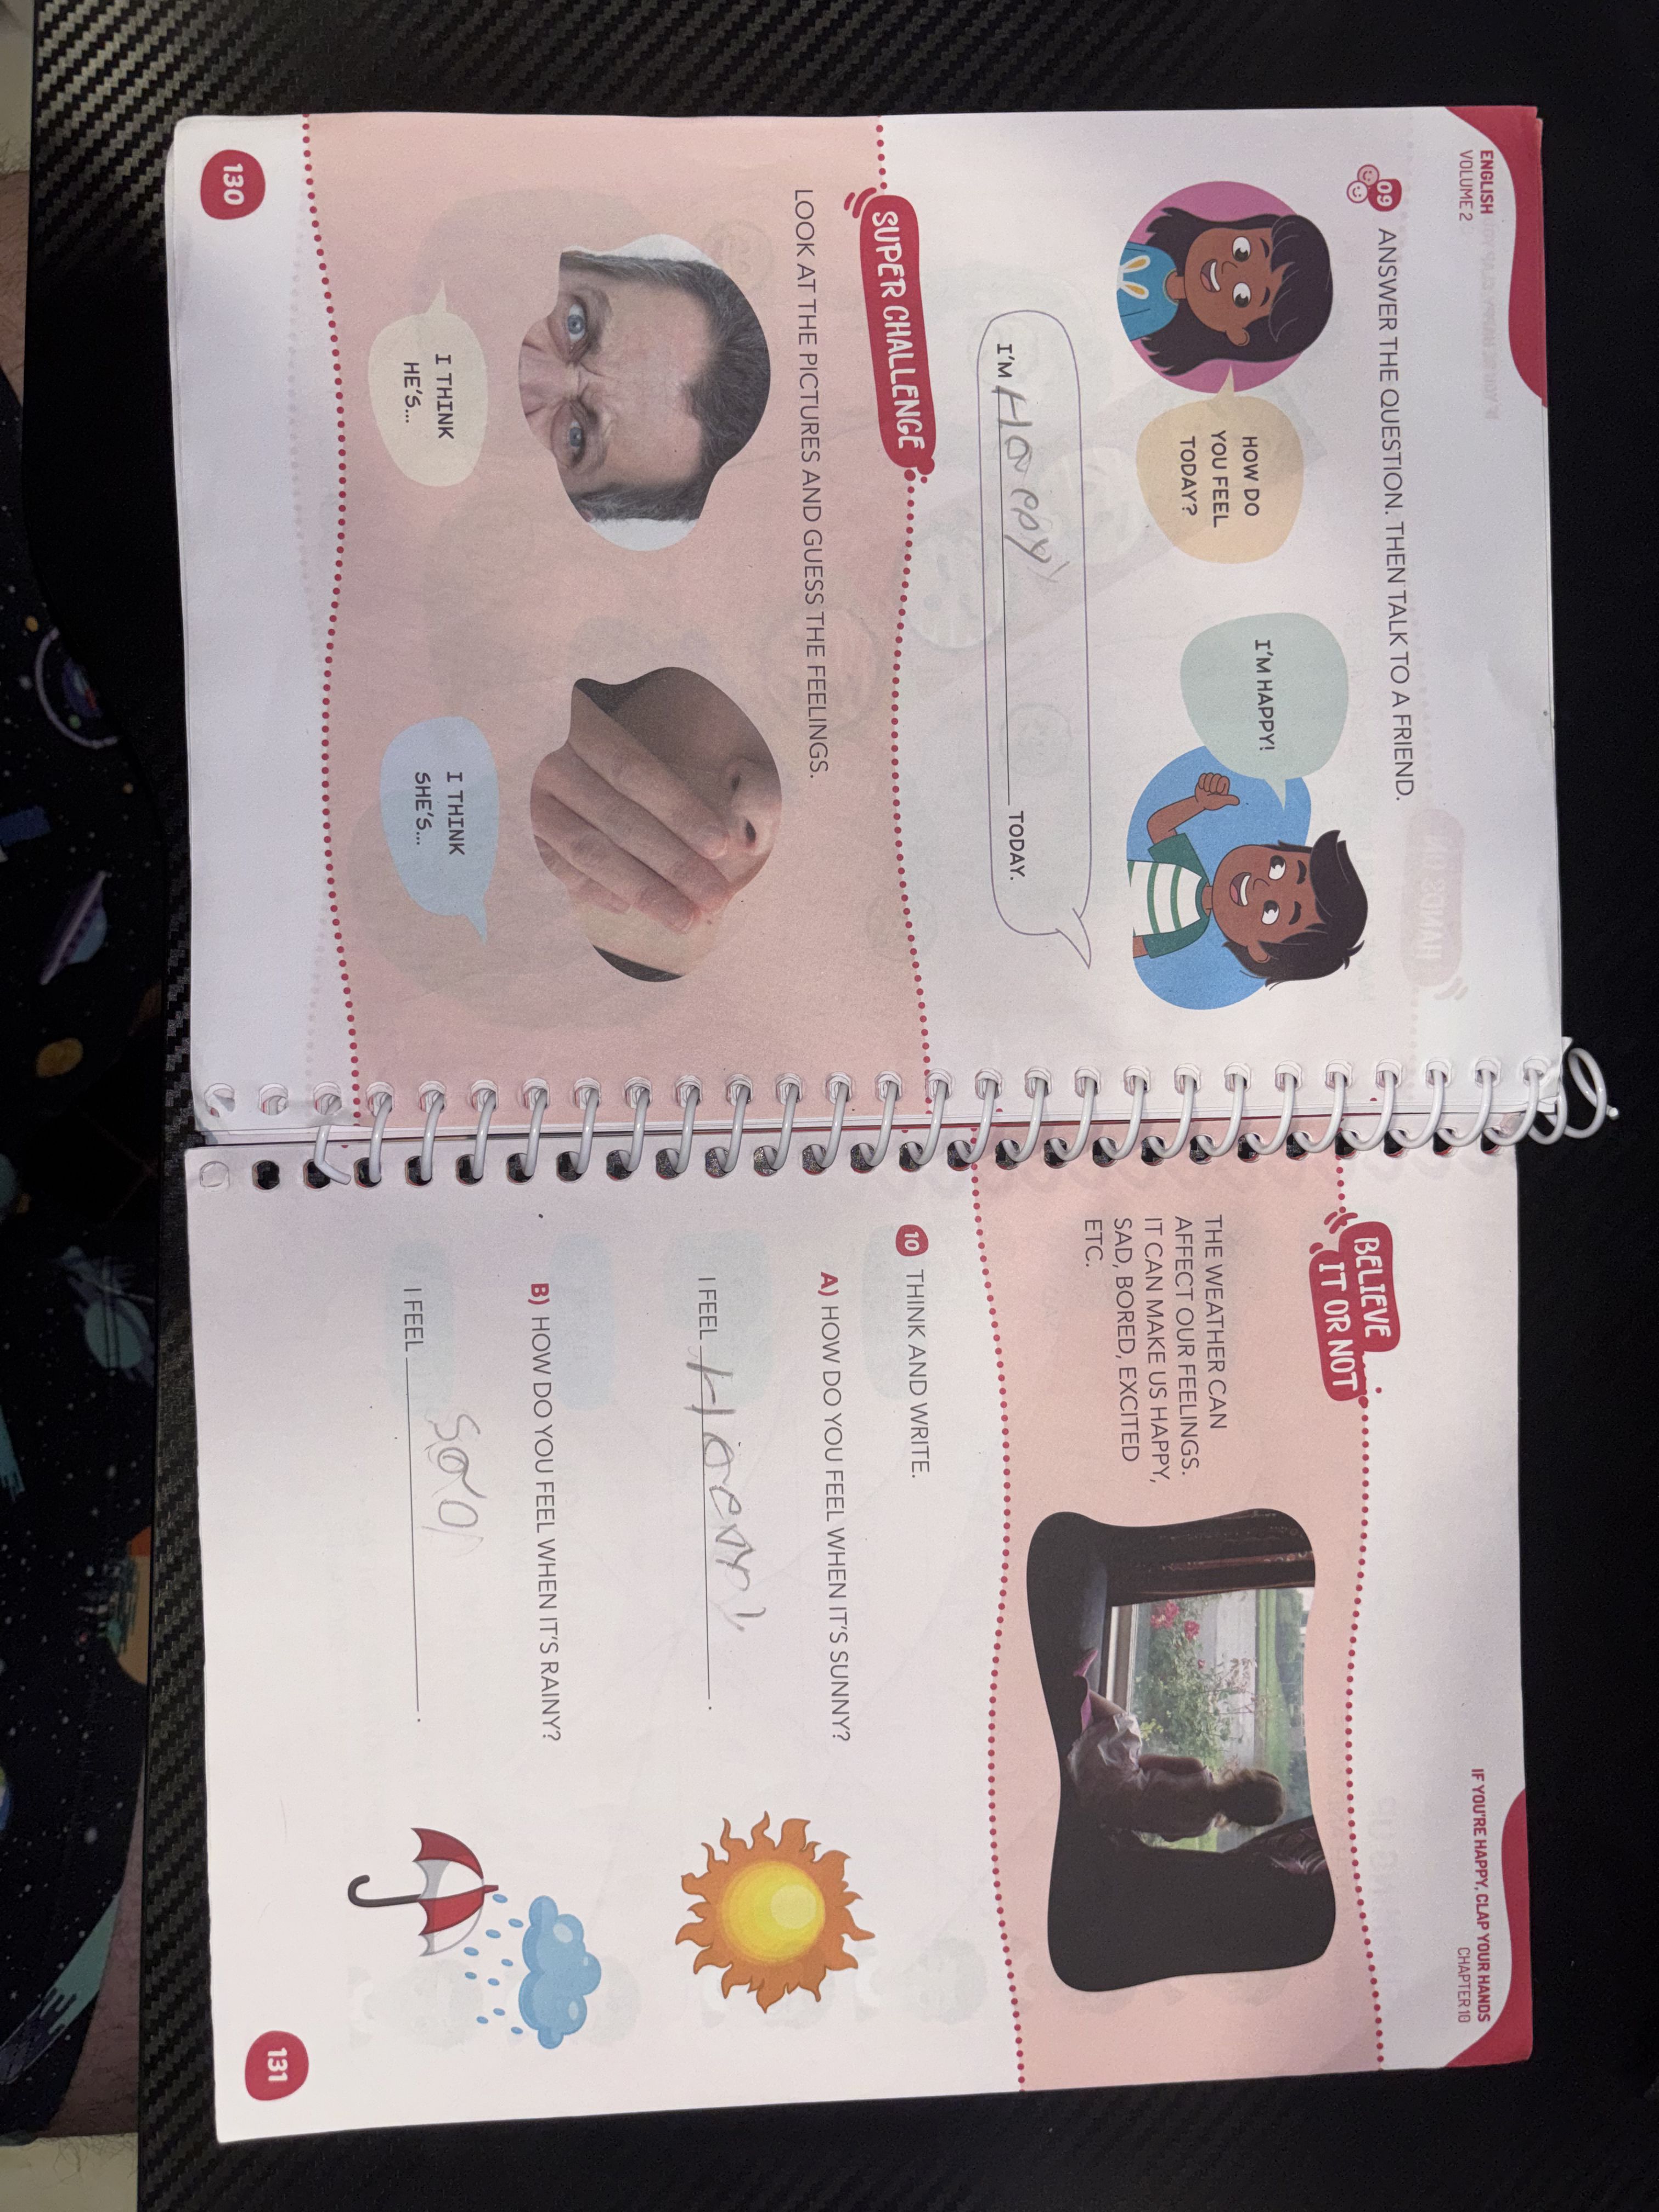 ENGLISH
VOLUME 2
09 ANSWER THE QUESTION. THEN TALK TO A FRIEND.
HOW DO
YOU FEEL
TODAY?
I'M HAPPY!
I'M Happy TODAY.
SUPER CHALLENGE
LOOK AT THE PICTURES AND GUESS THE FEELINGS.
I THINK
HE'S...
I THINK
SHE'S...
130
IF YOU'RE HAPPY, CLAP YOUR HANDS
CHAPTER 10
BELIEVE
IT OR NOT
THE WEATHER CAN
AFFECT OUR FEELINGS.
IT CAN MAKE US HAPPY,
SAD, BORED, EXCITED
ETC.
10 THINK AND WRITE.
A) HOW DO YOU FEEL WHEN IT'S SUNNY?
I FEEL Happy.
B) HOW DO YOU FEEL WHEN IT'S RAINY?
I FEEL sad.
131